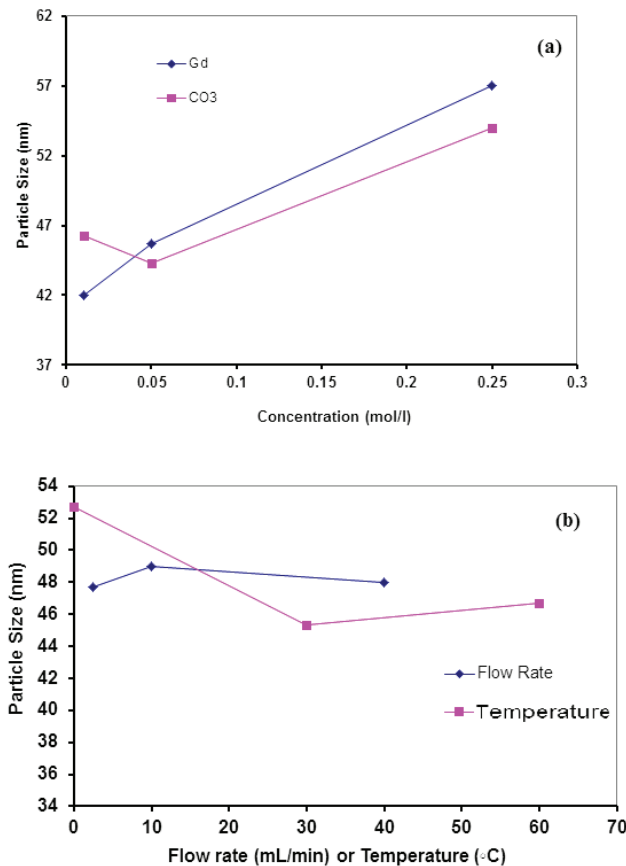 62
(a)
Gd
57
CO3
52
47
42
37
0 0.05 0.1 0.15 0.2 0.25 0.3
Particle Size (nm)
Concentration (mol/l)
54
52
(b)
50
48
46
44
42
40
38
36
34
0 10 20 30 40 50 60 70
Particle Size (nm)
Flow Rate
Temperature
Flow rate (mL/min) or Temperature (◦C)